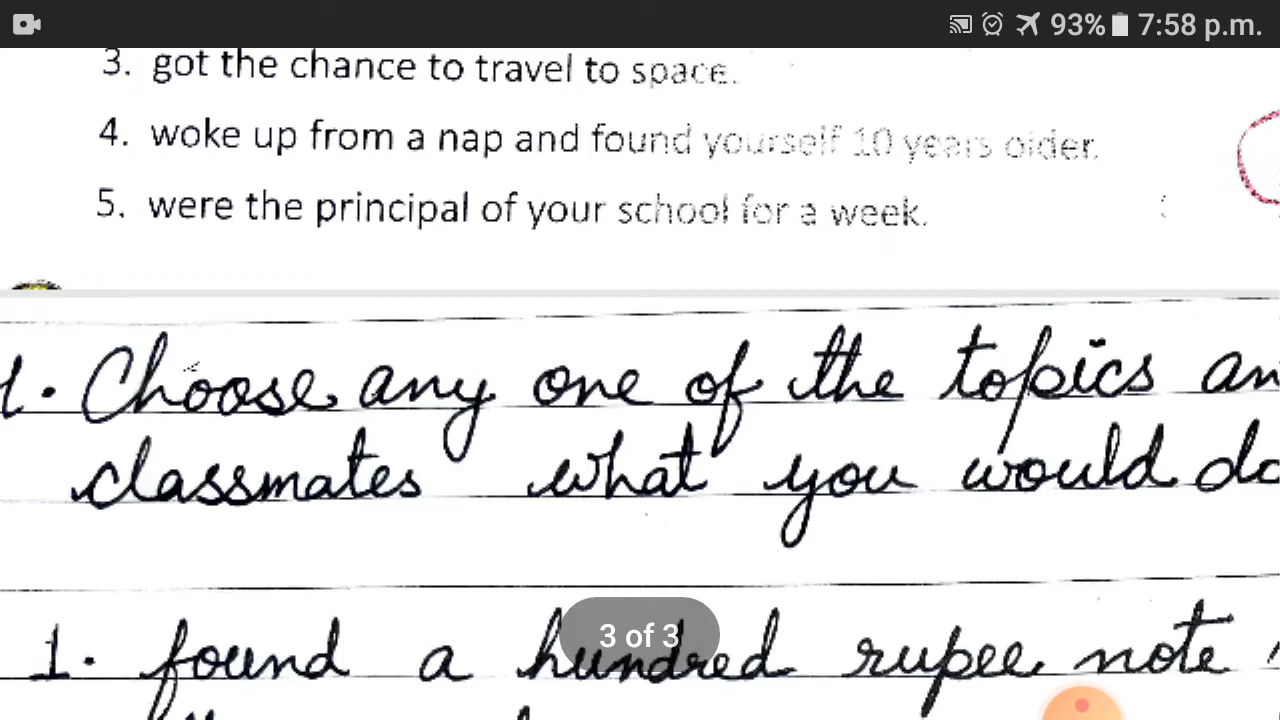 93% 7:58 p.m.
3. got the chance to travel to space.
4. woke up from a nap and found yourself 10 years older.
5. were the principal of your school for a week.
1. Choose any one of the topics an
classmates what you would do
1. found a hundred rupee note
3 of 3